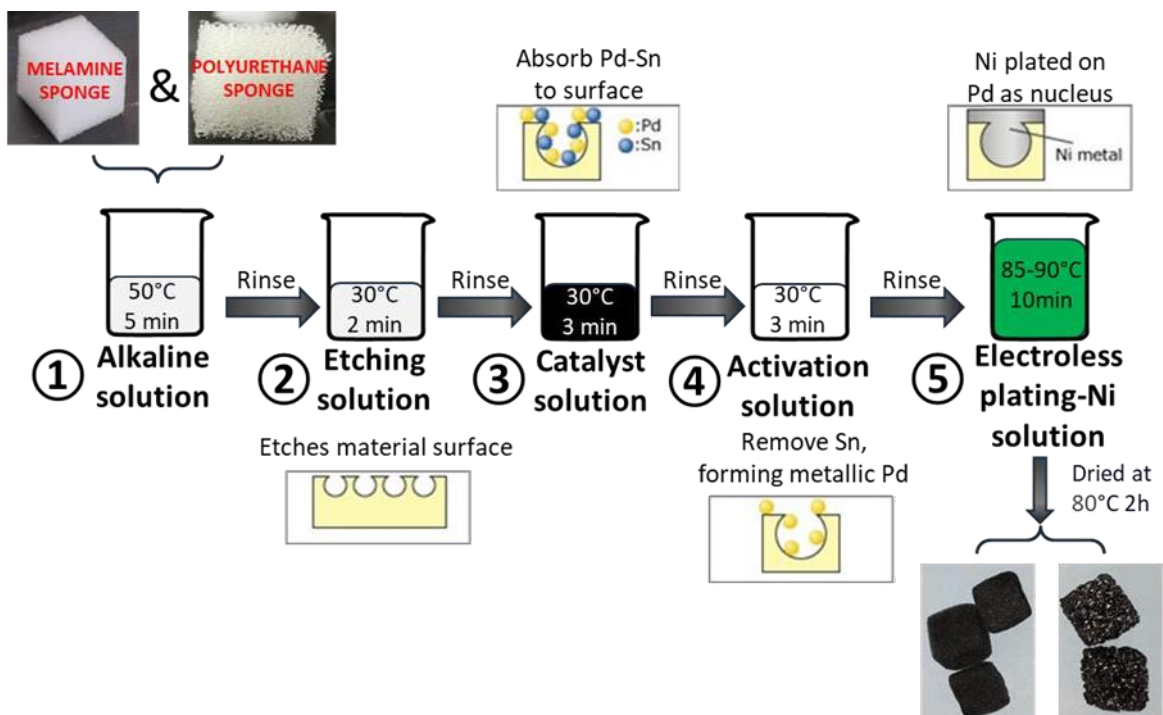 MELAMINE
SPONGE
&
POLYURETHANE
SPONGE
Absorb Pd-Sn
to surface
:Pd
:Sn
Ni plated on
Pd as nucleus
Ni metal
50°C
5 min
Rinse
30°C
2 min
Rinse
30°C
3 min
Rinse
30°C
3 min
Rinse
85-90°C
10min
1 Alkaline
solution
2 Etching
solution
3 Catalyst
solution
4 Activation
solution
5 Electroless
plating-Ni
solution
Etches material surface
Remove Sn,
forming metallic Pd
Dried at
80°C 2h